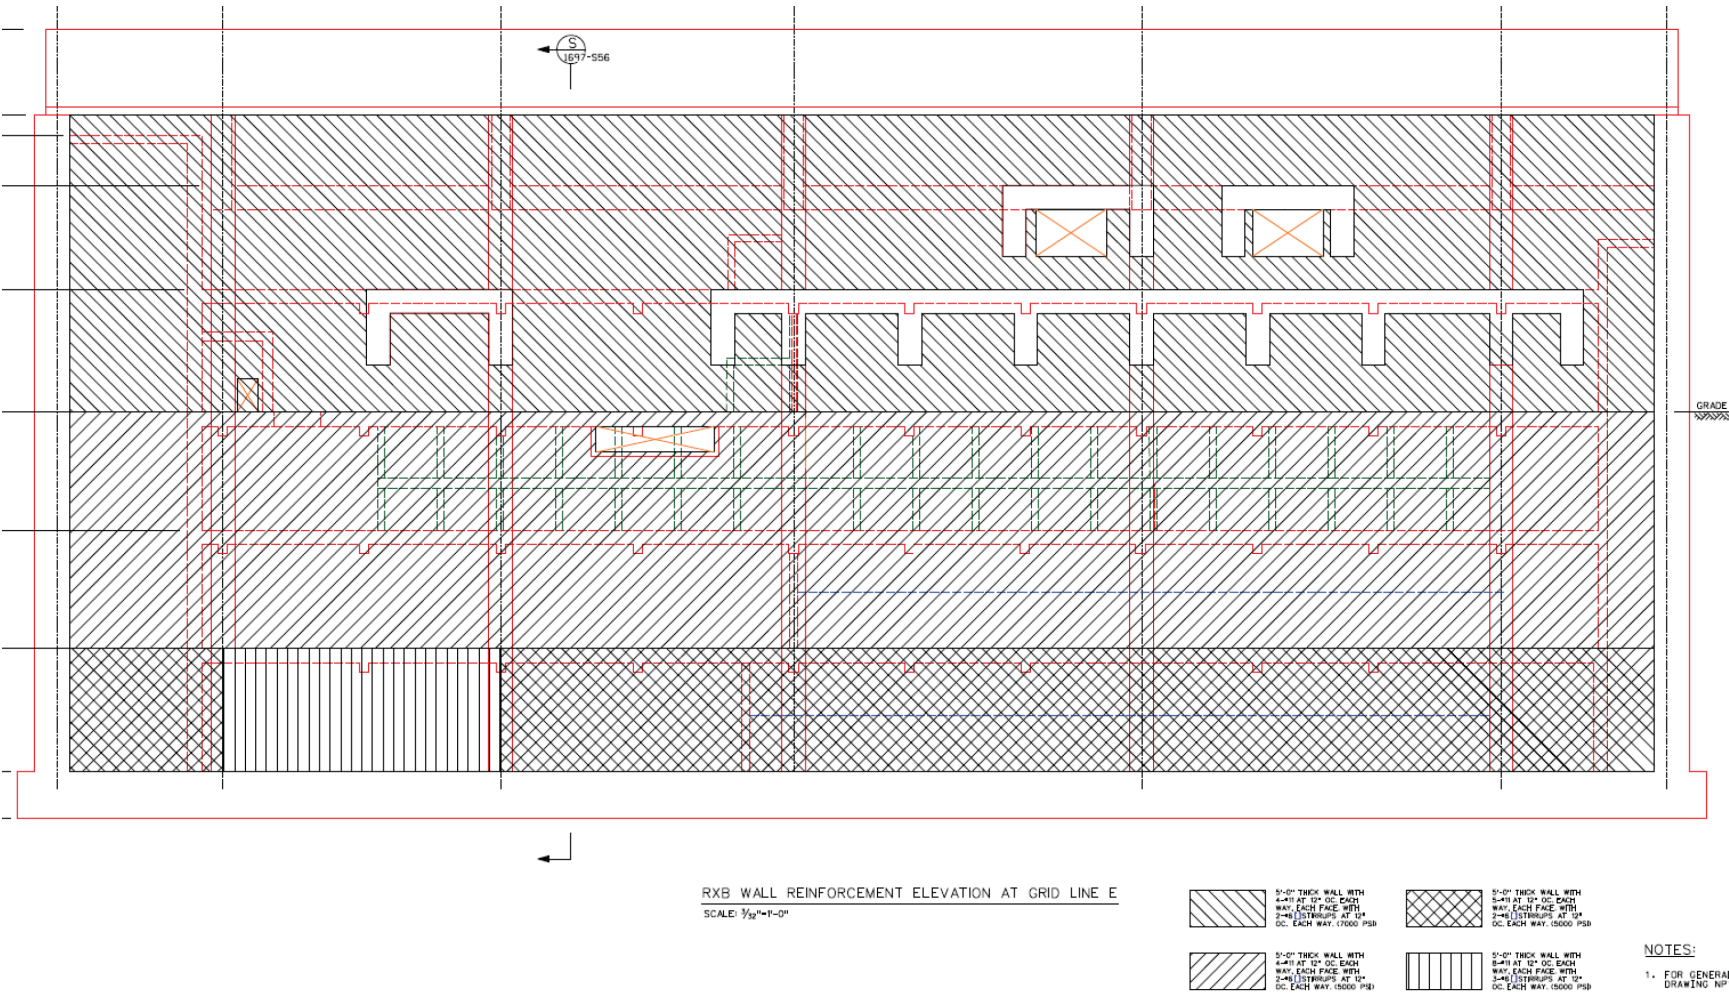 S
1697-S56
GRADE
RXB WALL REINFORCEMENT ELEVATION AT GRID LINE E
SCALE: 3/32"=1'-0"
5'-0" THICK WALL WITH
4-#11 AT 12" OC. EACH
WAY, EACH FACE. WITH
2-#6 [] STIRRUPS AT 12"
OC. EACH WAY. (7000 PSI)
5'-0" THICK WALL WITH
5-#11 AT 12" OC. EACH
WAY, EACH FACE. WITH
2-#6 [] STIRRUPS AT 12"
OC. EACH WAY. (5000 PSI)
5'-0" THICK WALL WITH
4-#11 AT 12" OC. EACH
WAY, EACH FACE. WITH
2-#6 [] STIRRUPS AT 12"
OC. EACH WAY. (5000 PSI)
5'-0" THICK WALL WITH
8-#11 AT 12" OC. EACH
WAY, EACH FACE. WITH
3-#6 [] STIRRUPS AT 12"
OC. EACH WAY. (5000 PSI)
NOTES:
1. FOR GENERAL
DRAWING NP